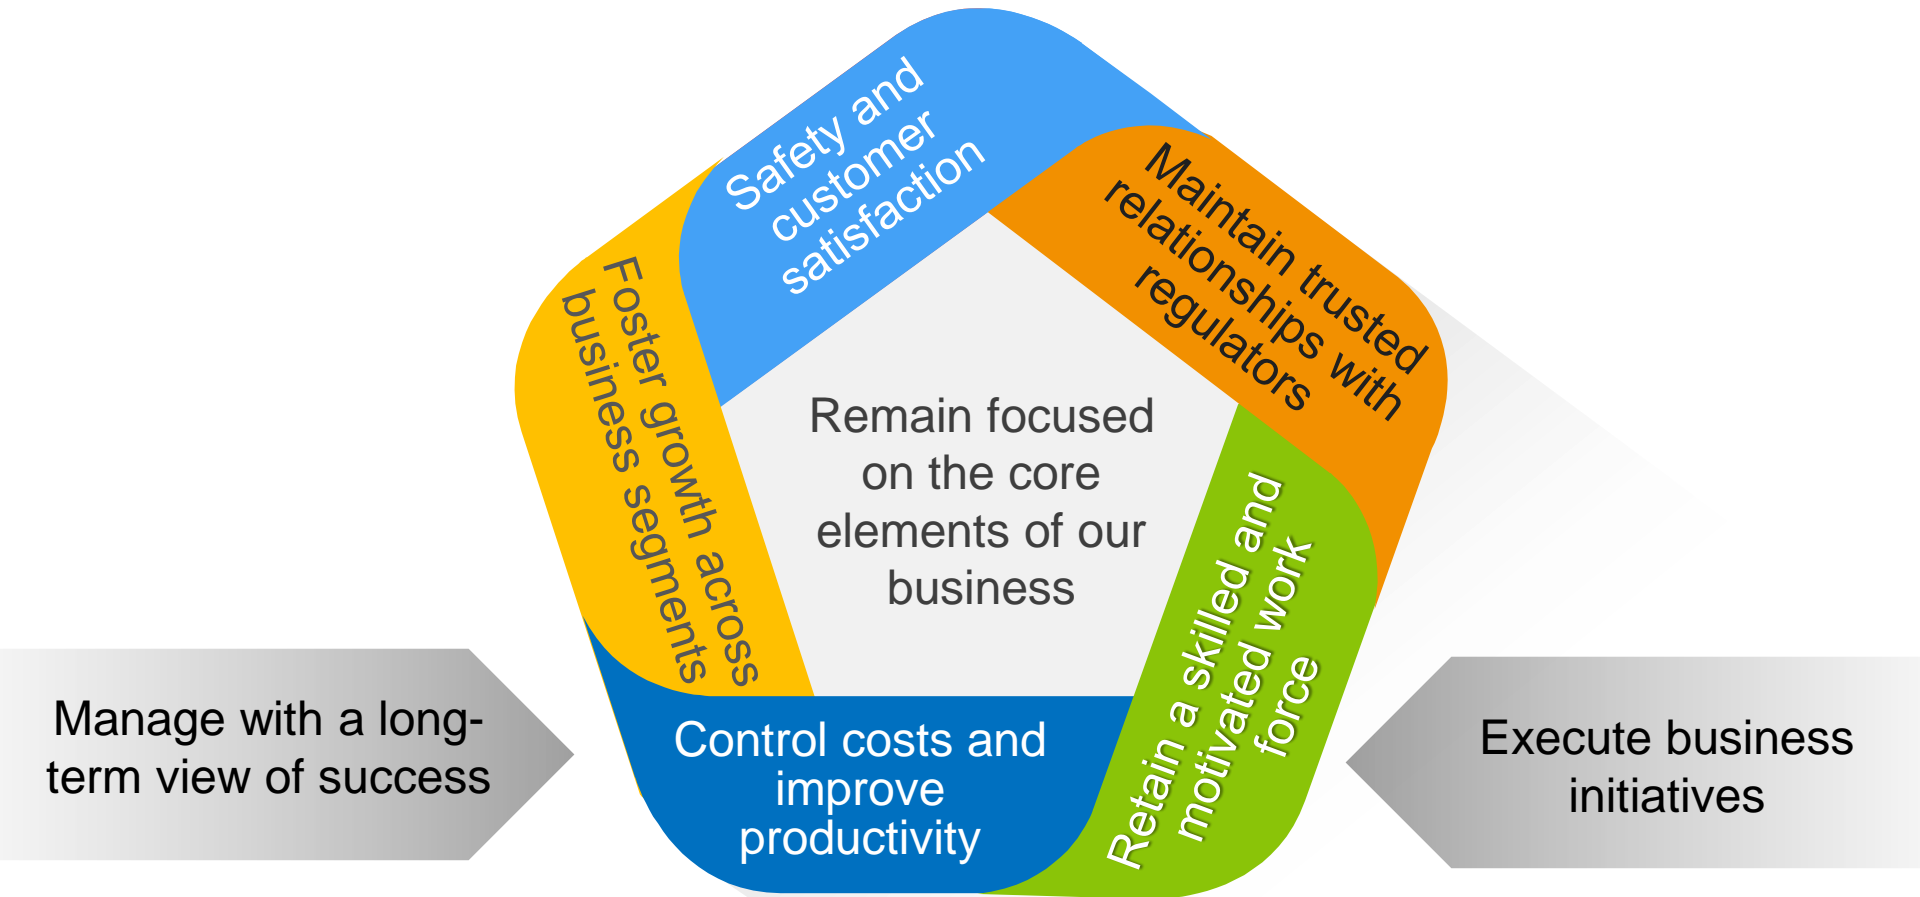 Safety and
customer
satisfaction
Maintain trusted
relationships with
regulators
Foster growth across
business segments
Remain focused
on the core
elements of our
business
Retain a skilled and
motivated work
force
Control costs and
improve
productivity
Manage with a long-
term view of success
Execute business
initiatives